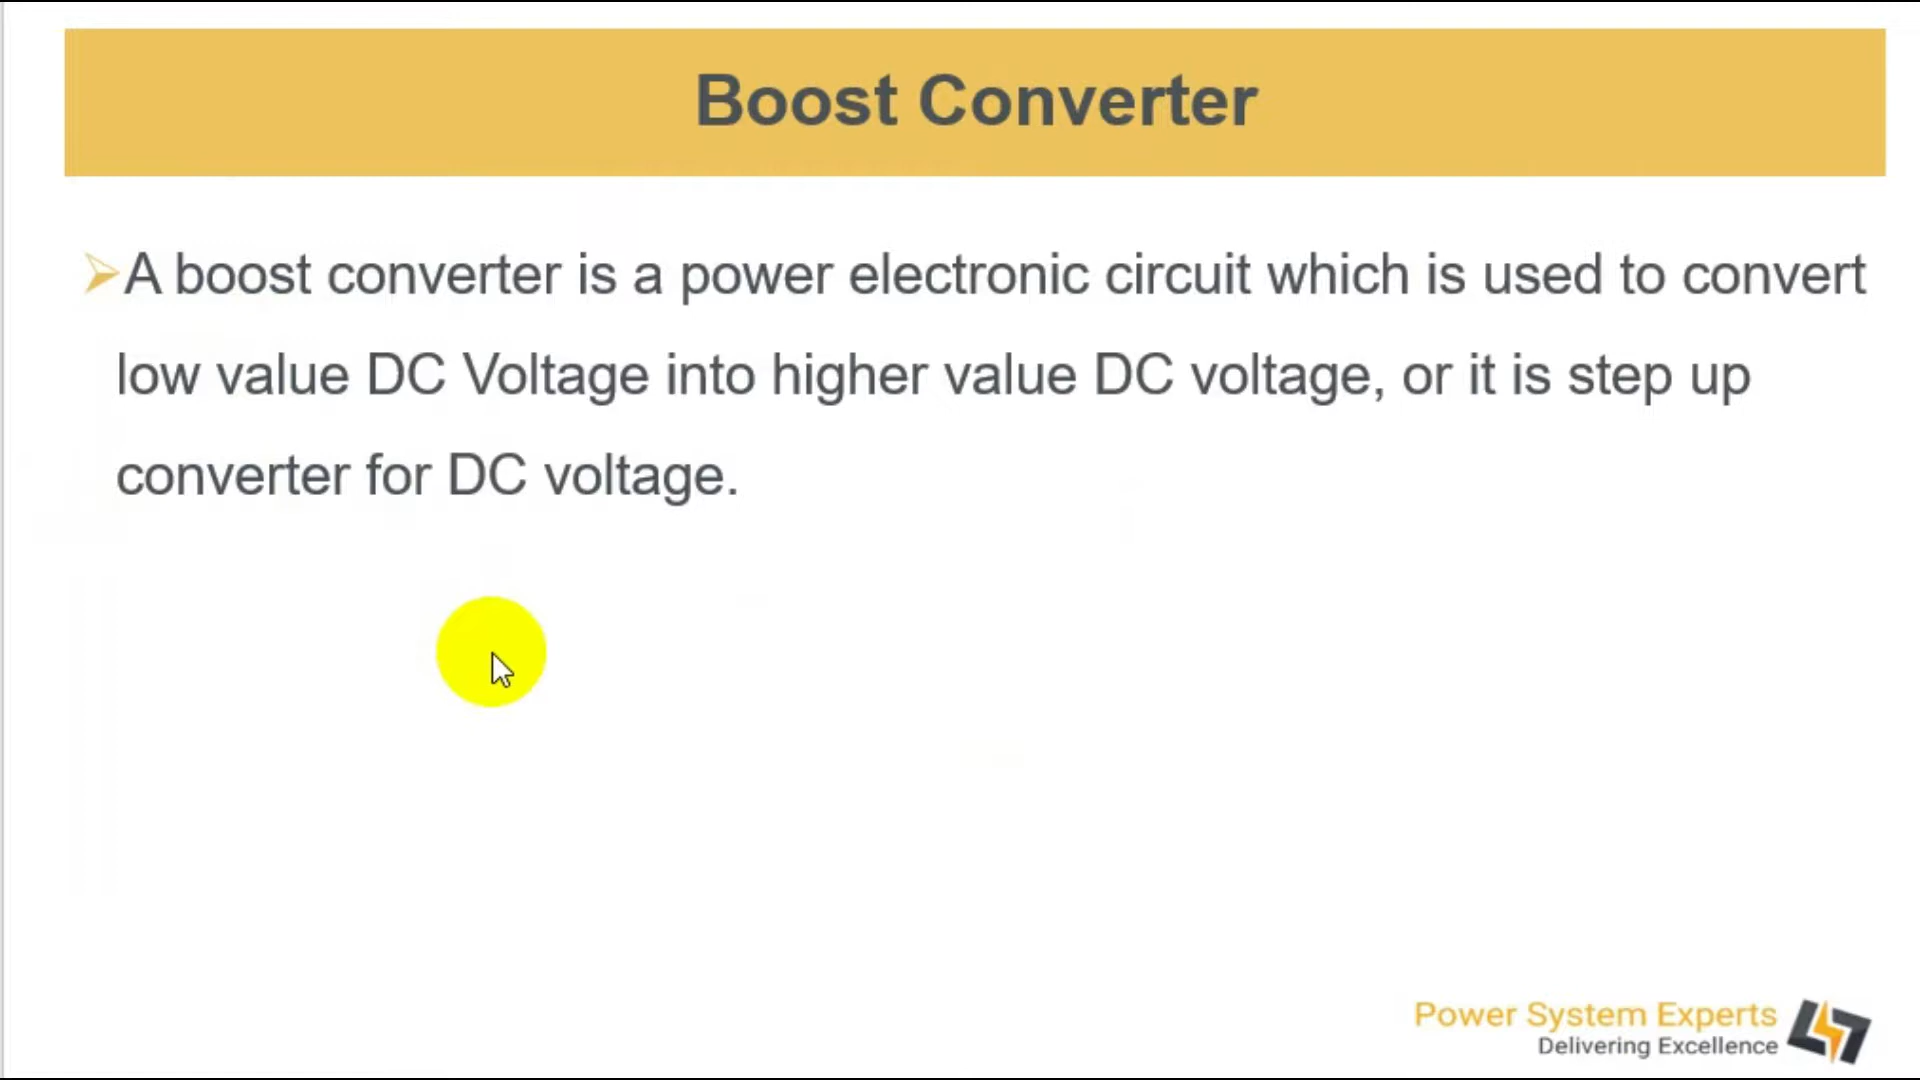 Boost Converter
A boost converter is a power electronic circuit which is used to convert
low value DC Voltage into higher value DC voltage, or it is step up
converter for DC voltage.
Power System Experts
Delivering Excellence